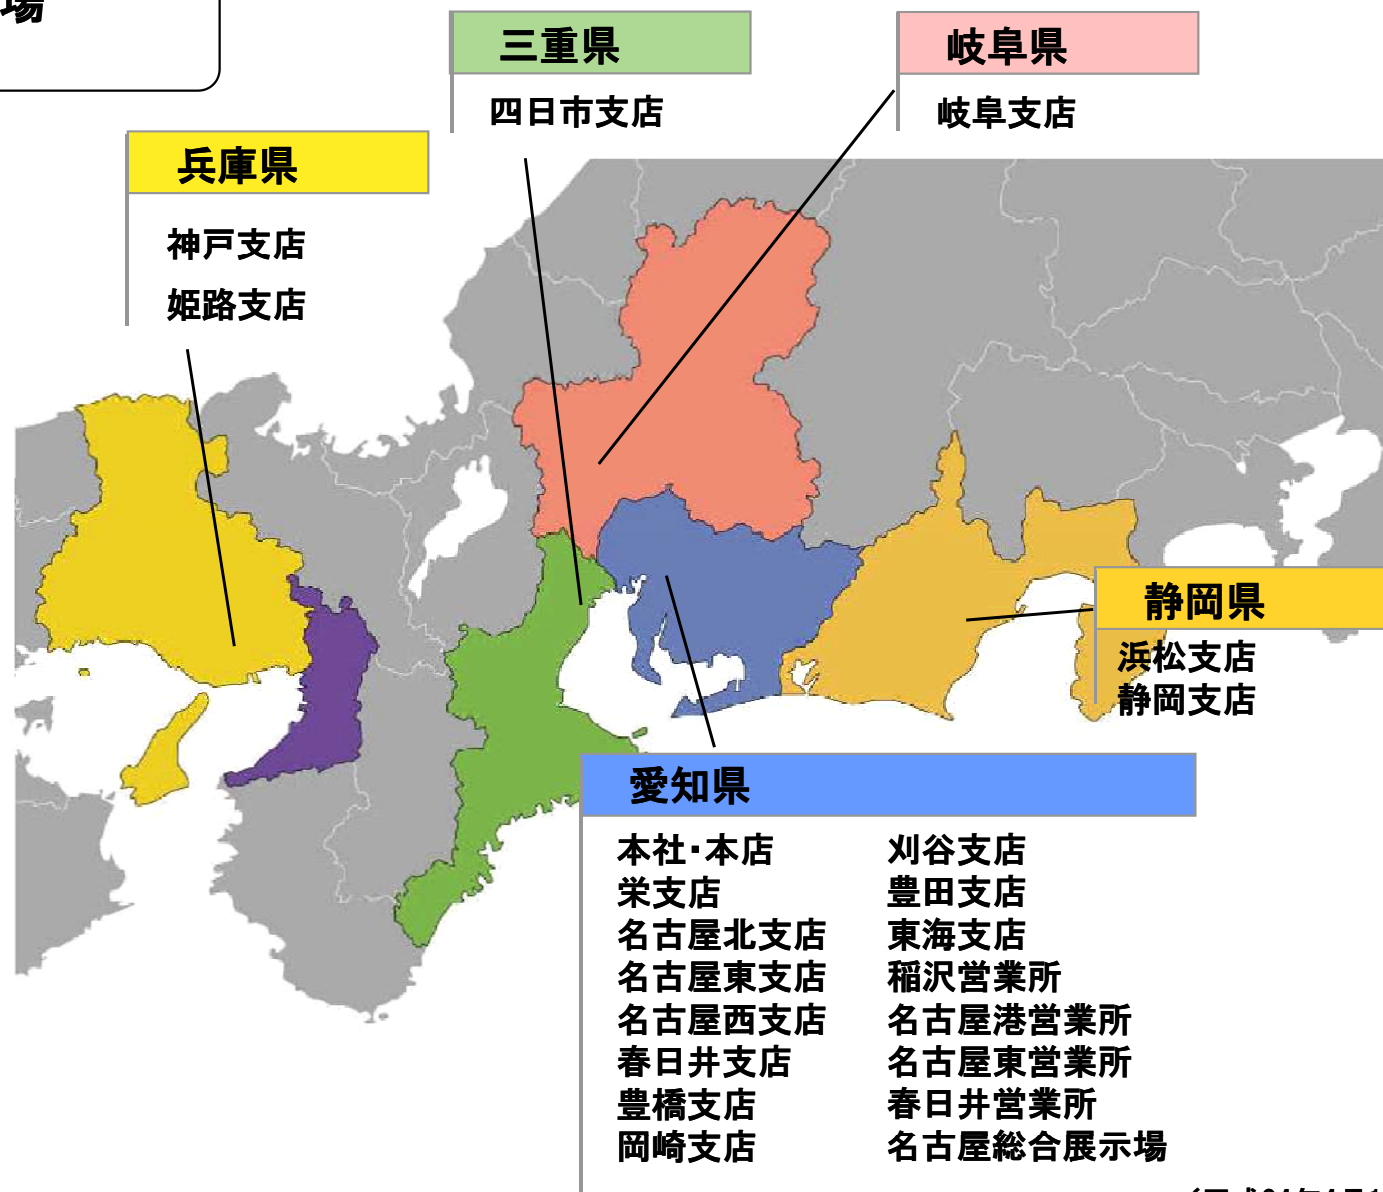 場
三重県
四日市支店
岐阜県
岐阜支店
兵庫県
神戸支店
姫路支店
静岡県
浜松支店
静岡支店
愛知県
本社・本店
栄支店
名古屋北支店
名古屋東支店
名古屋西支店
春日井支店
豊橋支店
岡崎支店
刈谷支店
豊田支店
東海支店
稲沢営業所
名古屋港営業所
名古屋東営業所
春日井営業所
名古屋総合展示場